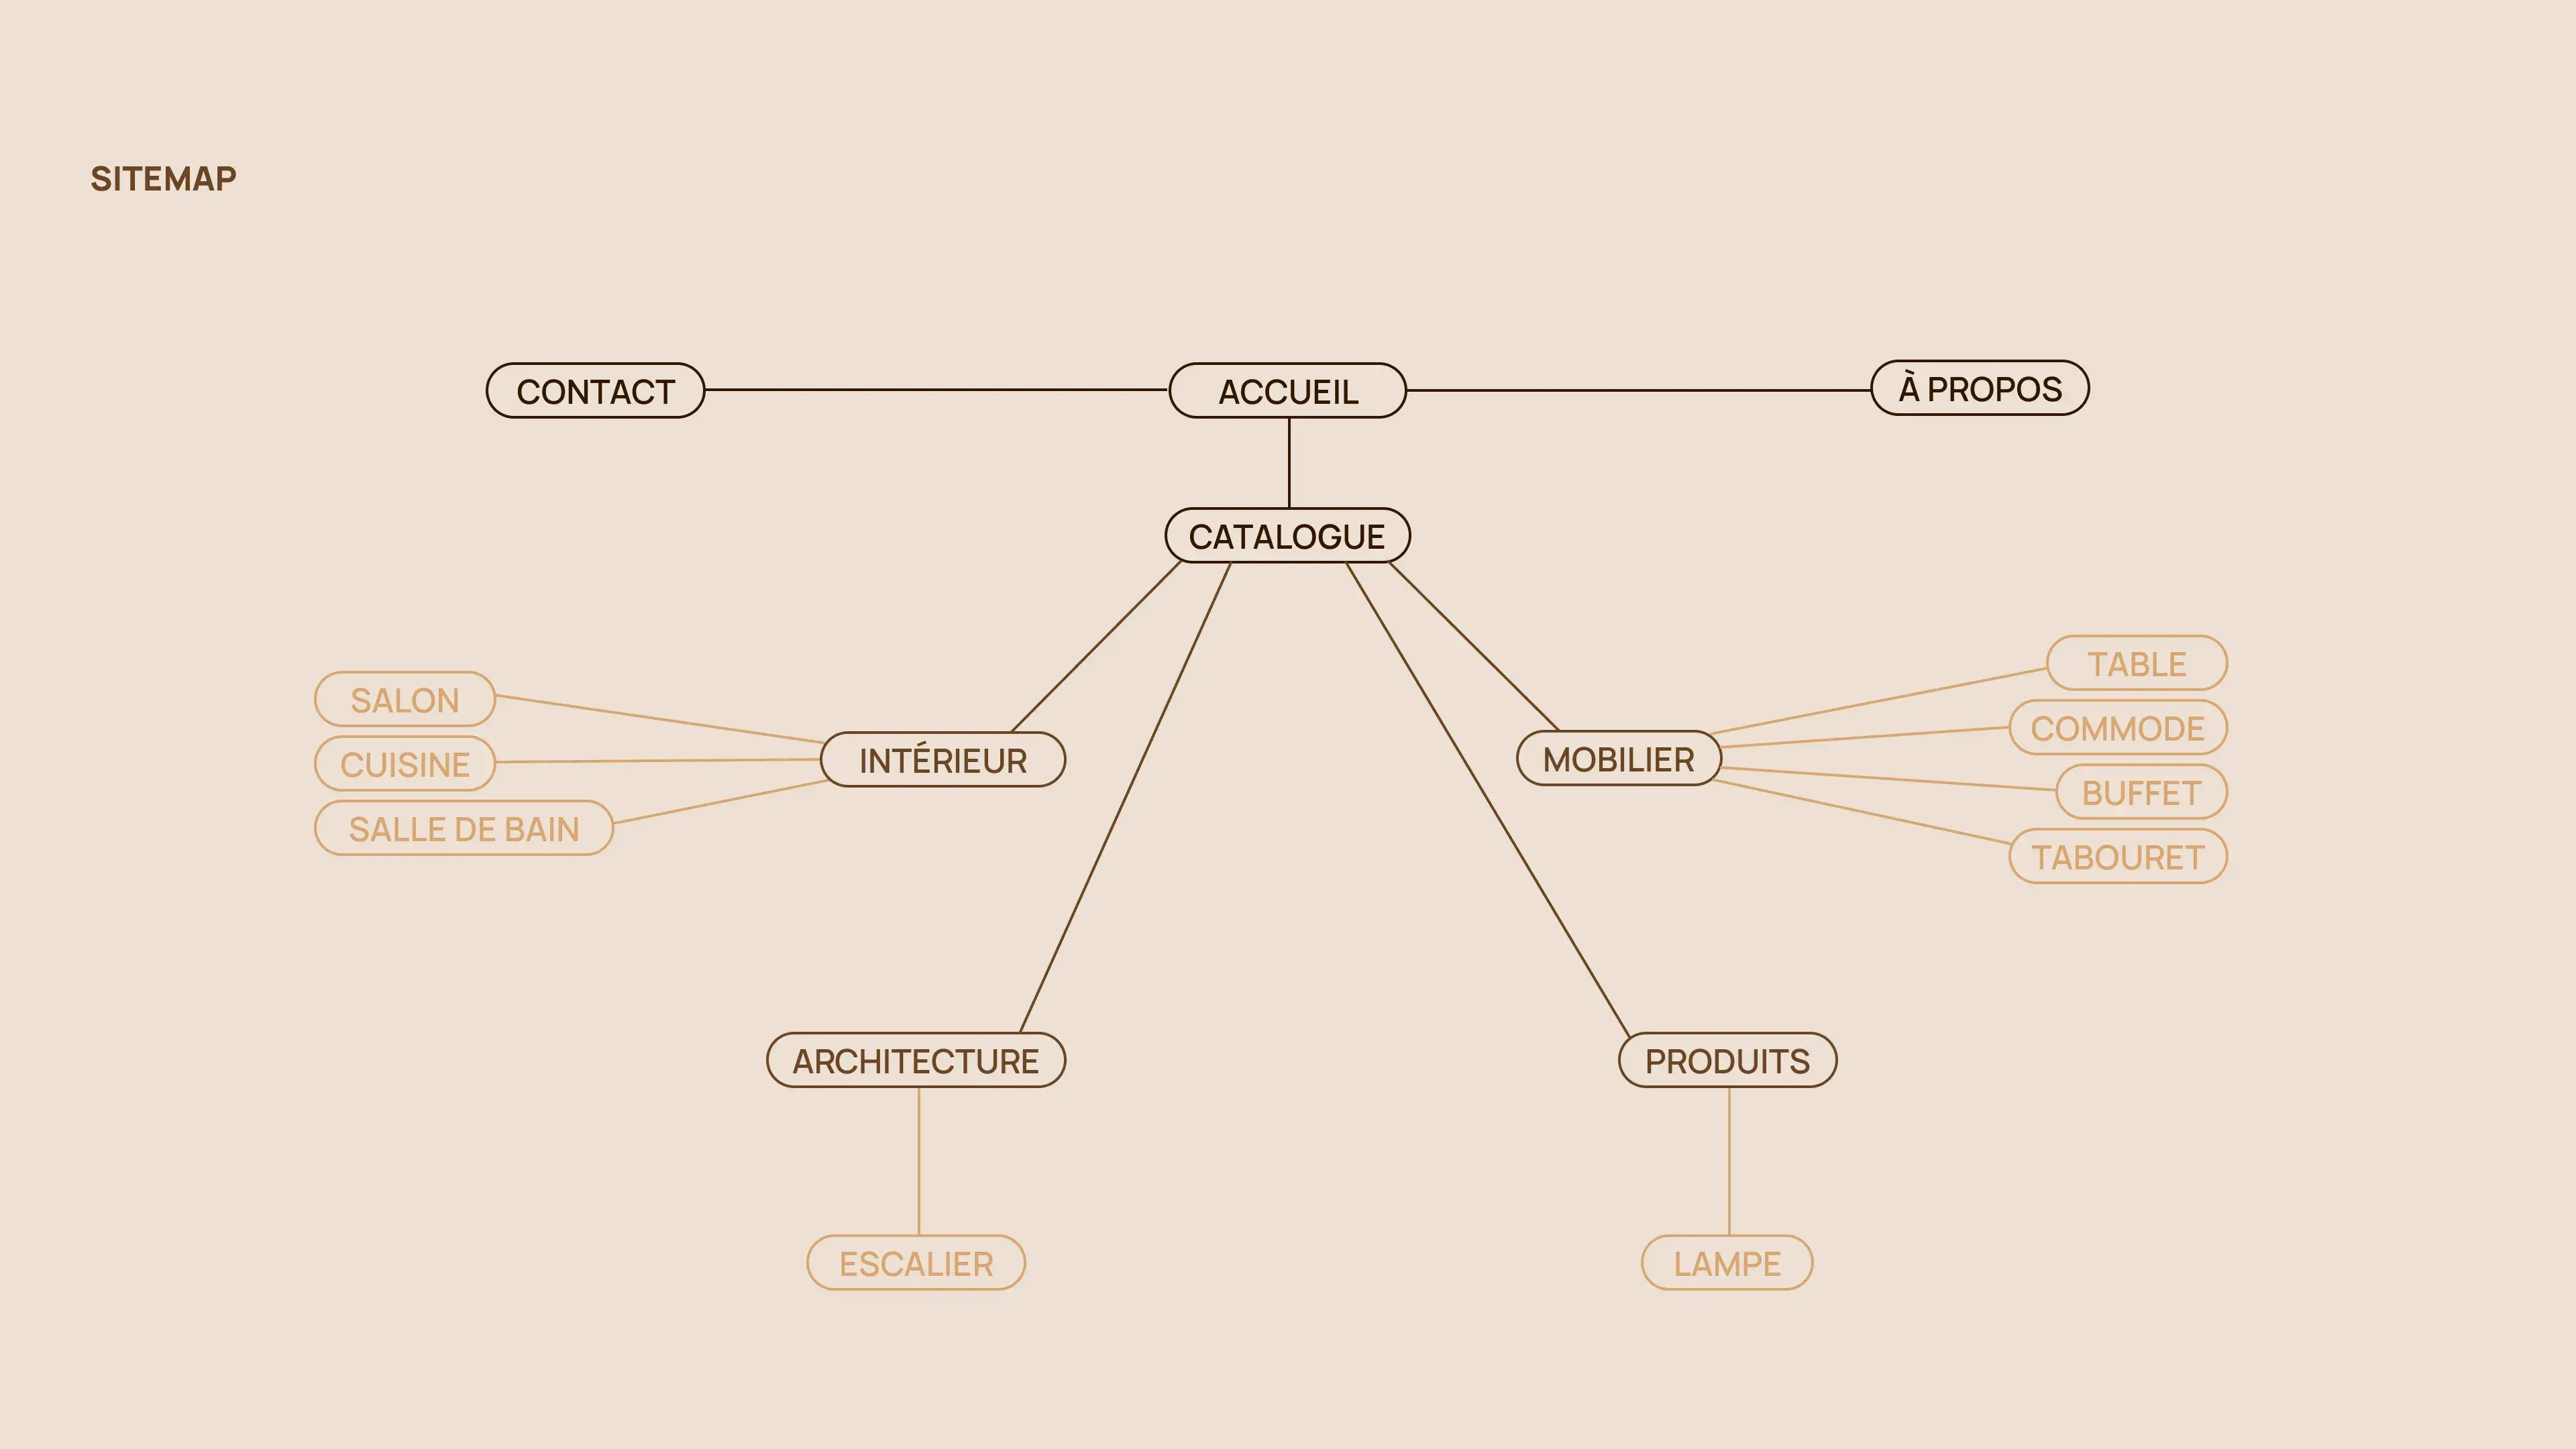 SITEMAP
CONTACT
ACCUEIL
À PROPOS
CATALOGUE
SALON
CUISINE
SALLE DE BAIN
INTÉRIEUR
MOBILIER
TABLE
COMMODE
BUFFET
TABOURET
ARCHITECTURE
PRODUITS
ESCALIER
LAMPE